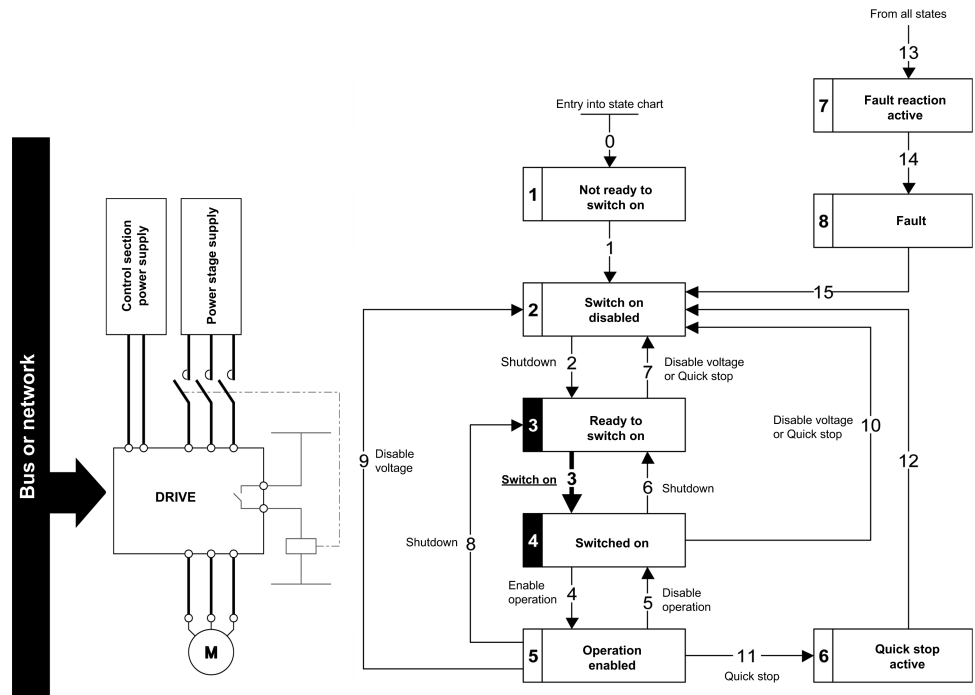 From all states
13
7
Fault reaction
active
14
8
Fault
15
Entry into state chart
0
1
Not ready to
switch on
1
2
Switch on
disabled
Shutdown
2
7
Disable voltage
or Quick stop
3
Ready to
switch on
Switch on
3
6
Shutdown
4
Switched on
Enable
operation
4
5
Disable
operation
5
Operation
enabled
11
Quick stop
6
Quick stop
active
9
Disable
voltage
Shutdown
8
Disable voltage
or Quick stop
10
12
Bus or network
Control section
power supply
Power stage supply
DRIVE
M